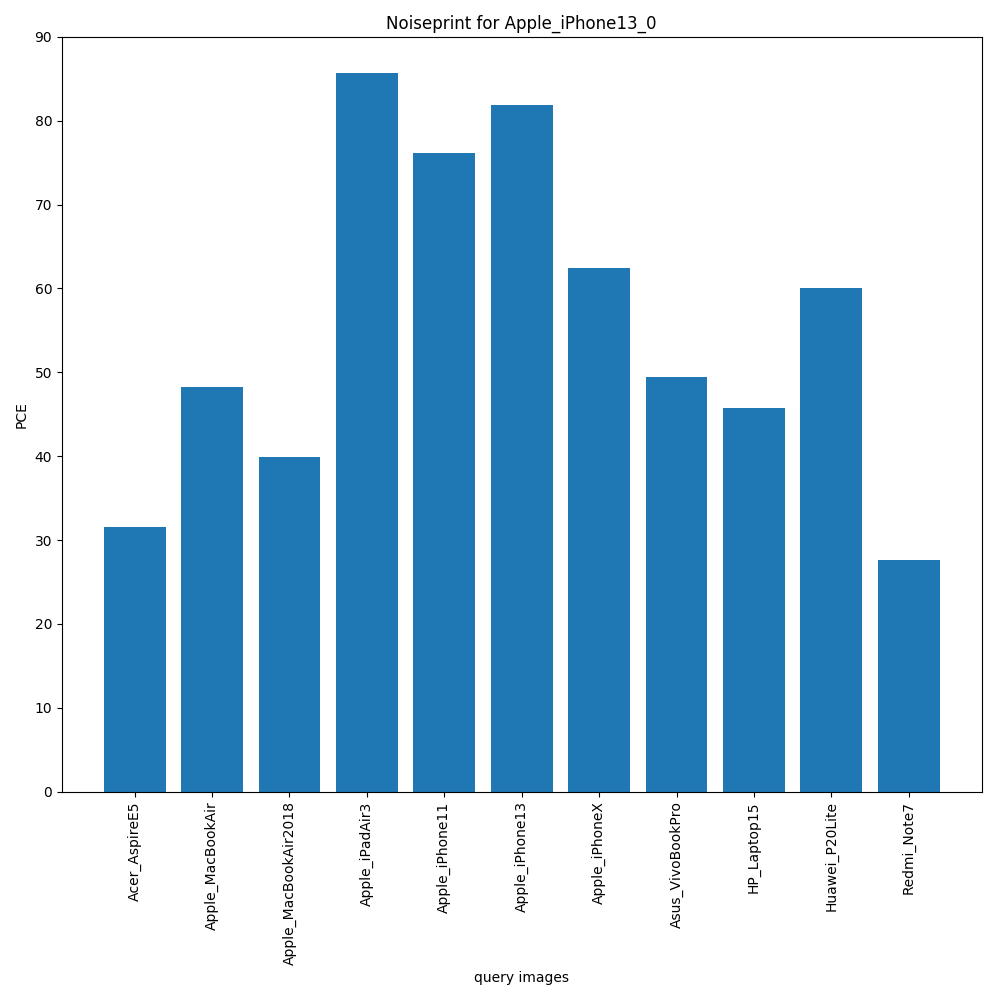 Noiseprint for Apple_iPhone13_0
90
80
70
60
50
40
30
20
10
0
PCE
Acer_AspireE5
Apple_MacBookAir
Apple_MacBookAir2018
Apple_iPadAir3
Apple_iPhone11
Apple_iPhone13
Apple_iPhoneX
Asus_VivoBookPro
HP_Laptop15
Huawei_P20Lite
Redmi_Note7
query images